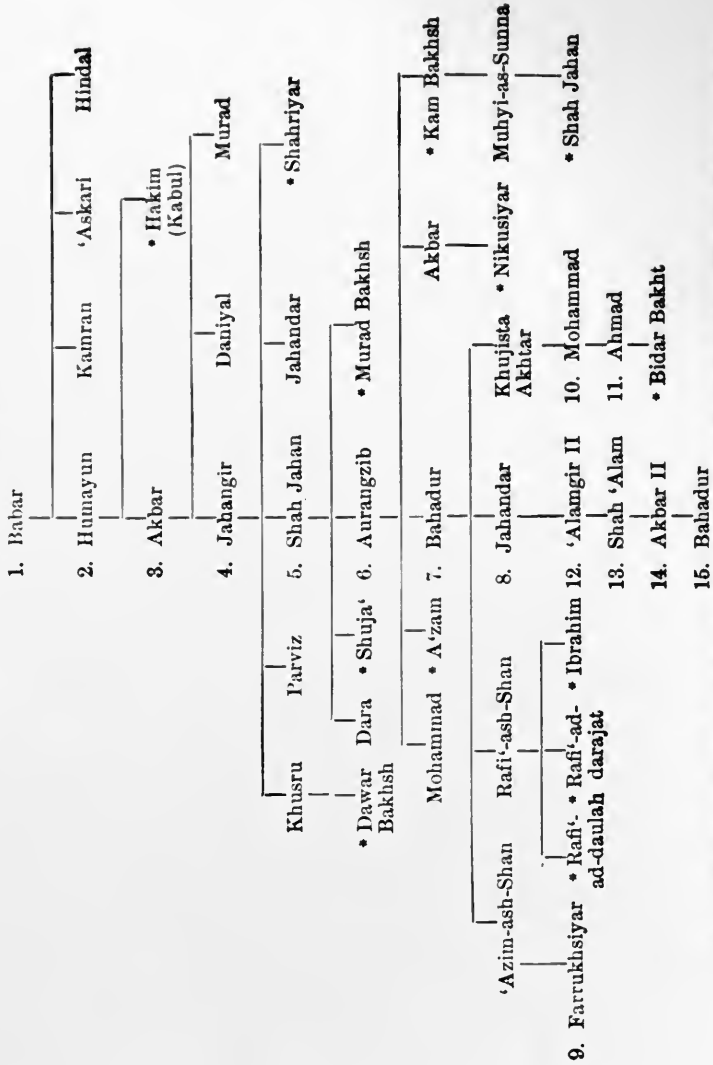 1. Babar
2. Humayun Kamran ‘Askari Hindal
3. Akbar * Hakim
(Kabul)
4. Jahangir Daniyal Murad
Khusru Parviz 5. Shah Jahan Jahandar * Shahriyar
* Dawar Bakhsh Dara * Shuja‘ 6. Aurangzib * Murad Bakhsh
Mohammad * A‘zam 7. Bahadur Akbar * Kam Bakhsh
‘Azim-ash-Shan Rafi‘-ash-Shan 8. Jahandar Khujista Akhtar * Nikusiyar Muhyi-as-Sunna
9. Farrukhsiyar * Rafi‘-ad-daulah * Rafi‘-ad-darajat * Ibrahim 12. ‘Alamgir II 10. Mohammad * Shah Jahan
13. Shah ‘Alam 11. Ahmad
14. Akbar II * Bidar Bakht
15. Bahadur